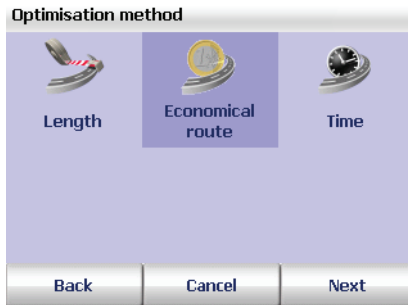 Optimisation method
Length
Economical
route
Time
Back
Cancel
Next